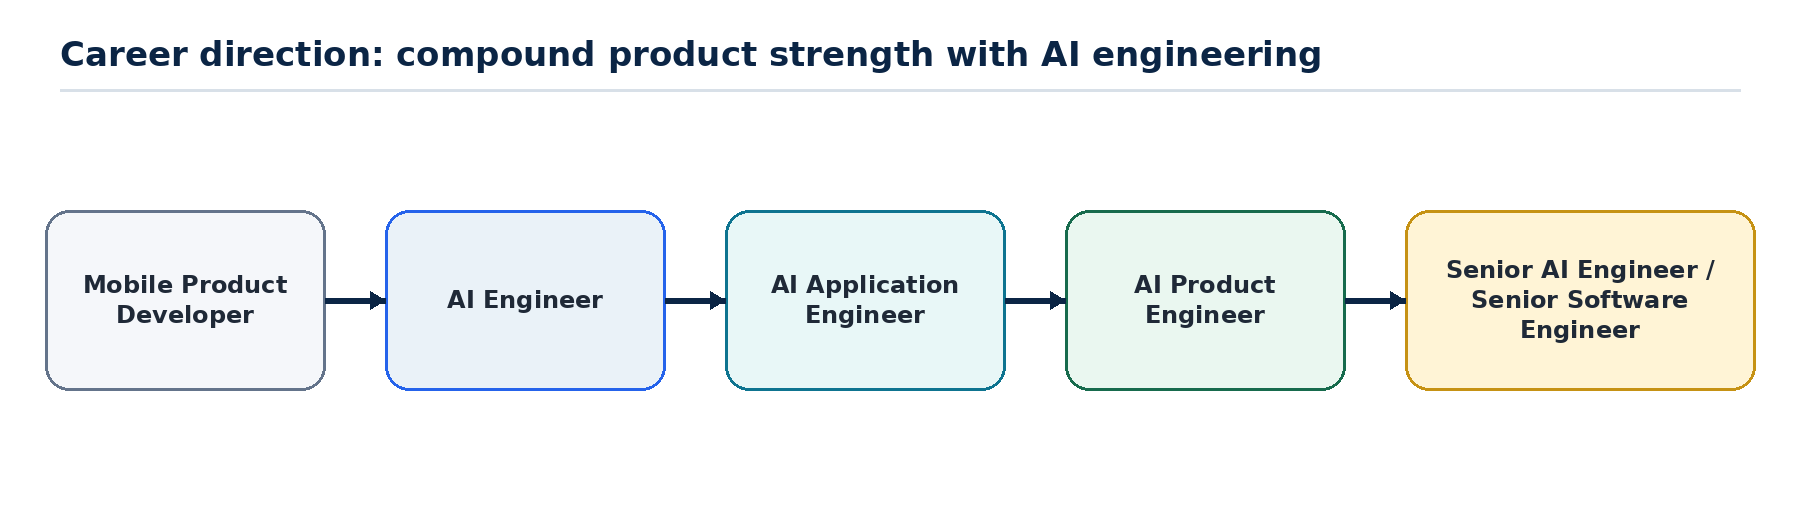 Career direction: compound product strength with AI engineering
Mobile Product
Developer
AI Engineer
AI Application
Engineer
AI Product
Engineer
Senior AI Engineer /
Senior Software
Engineer